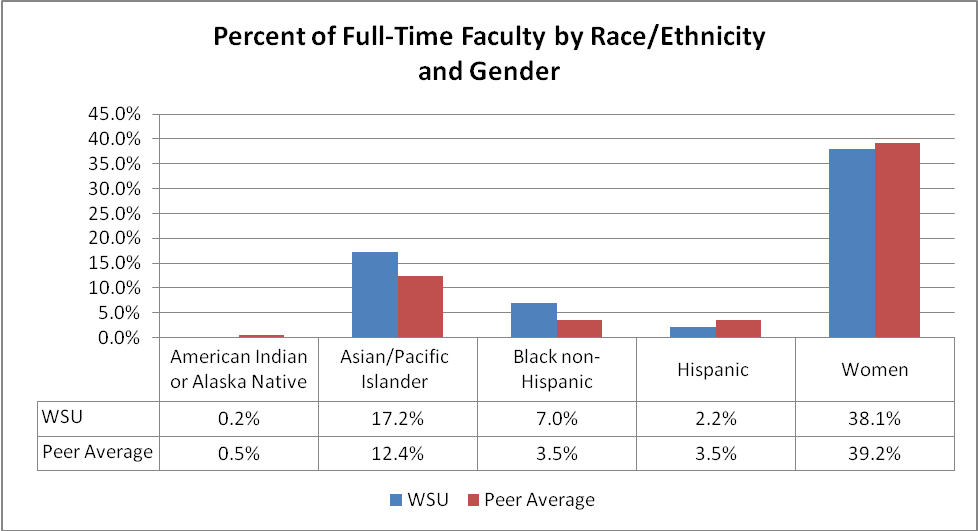 Percent of Full-Time Faculty by Race/Ethnicity
and Gender
45.0%
40.0%
35.0%
30.0%
25.0%
20.0%
15.0%
10.0%
5.0%
0.0%
American Indian
or Alaska Native
Asian/Pacific
Islander
Black non-
Hispanic
Hispanic
Women
WSU 0.2% 17.2% 7.0% 2.2% 38.1%
Peer Average 0.5% 12.4% 3.5% 3.5% 39.2%
WSU Peer Average